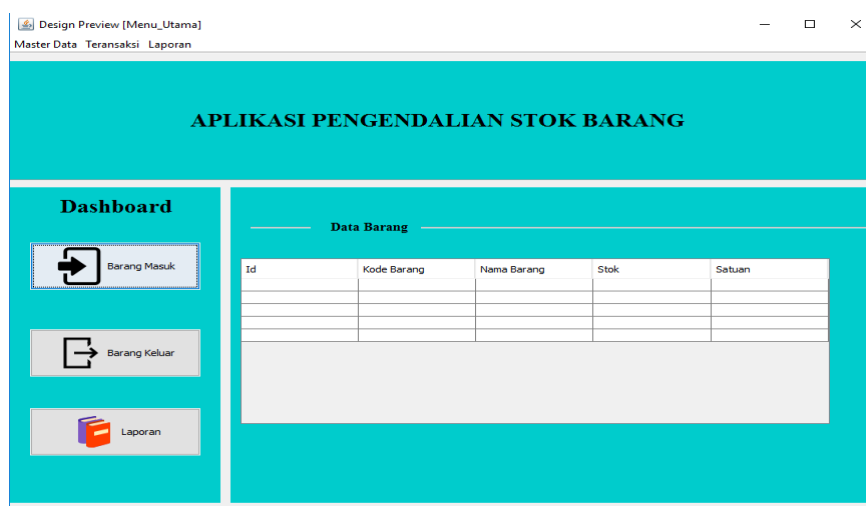 Design Preview [Menu_Utama]
Master Data Teransaksi Laporan
APLIKASI PENGENDALIAN STOK BARANG
Dashboard
Barang Masuk
Barang Keluar
Laporan
Data Barang
Id Kode Barang Nama Barang Stok Satuan